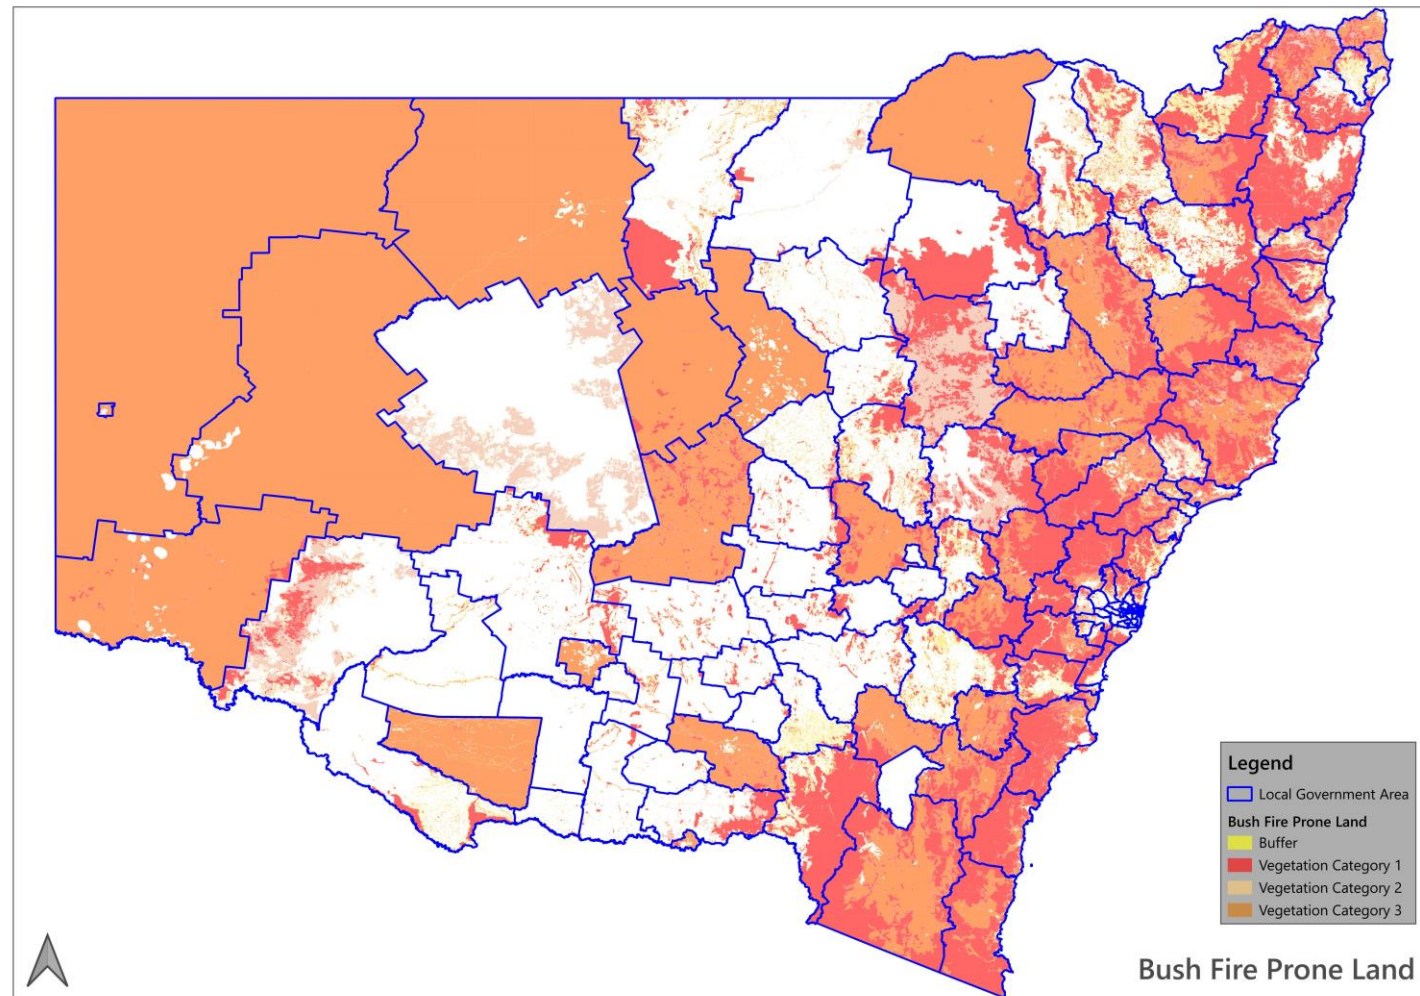 Legend
Local Government Area
Bush Fire Prone Land
Buffer
Vegetation Category 1
Vegetation Category 2
Vegetation Category 3
Bush Fire Prone Land